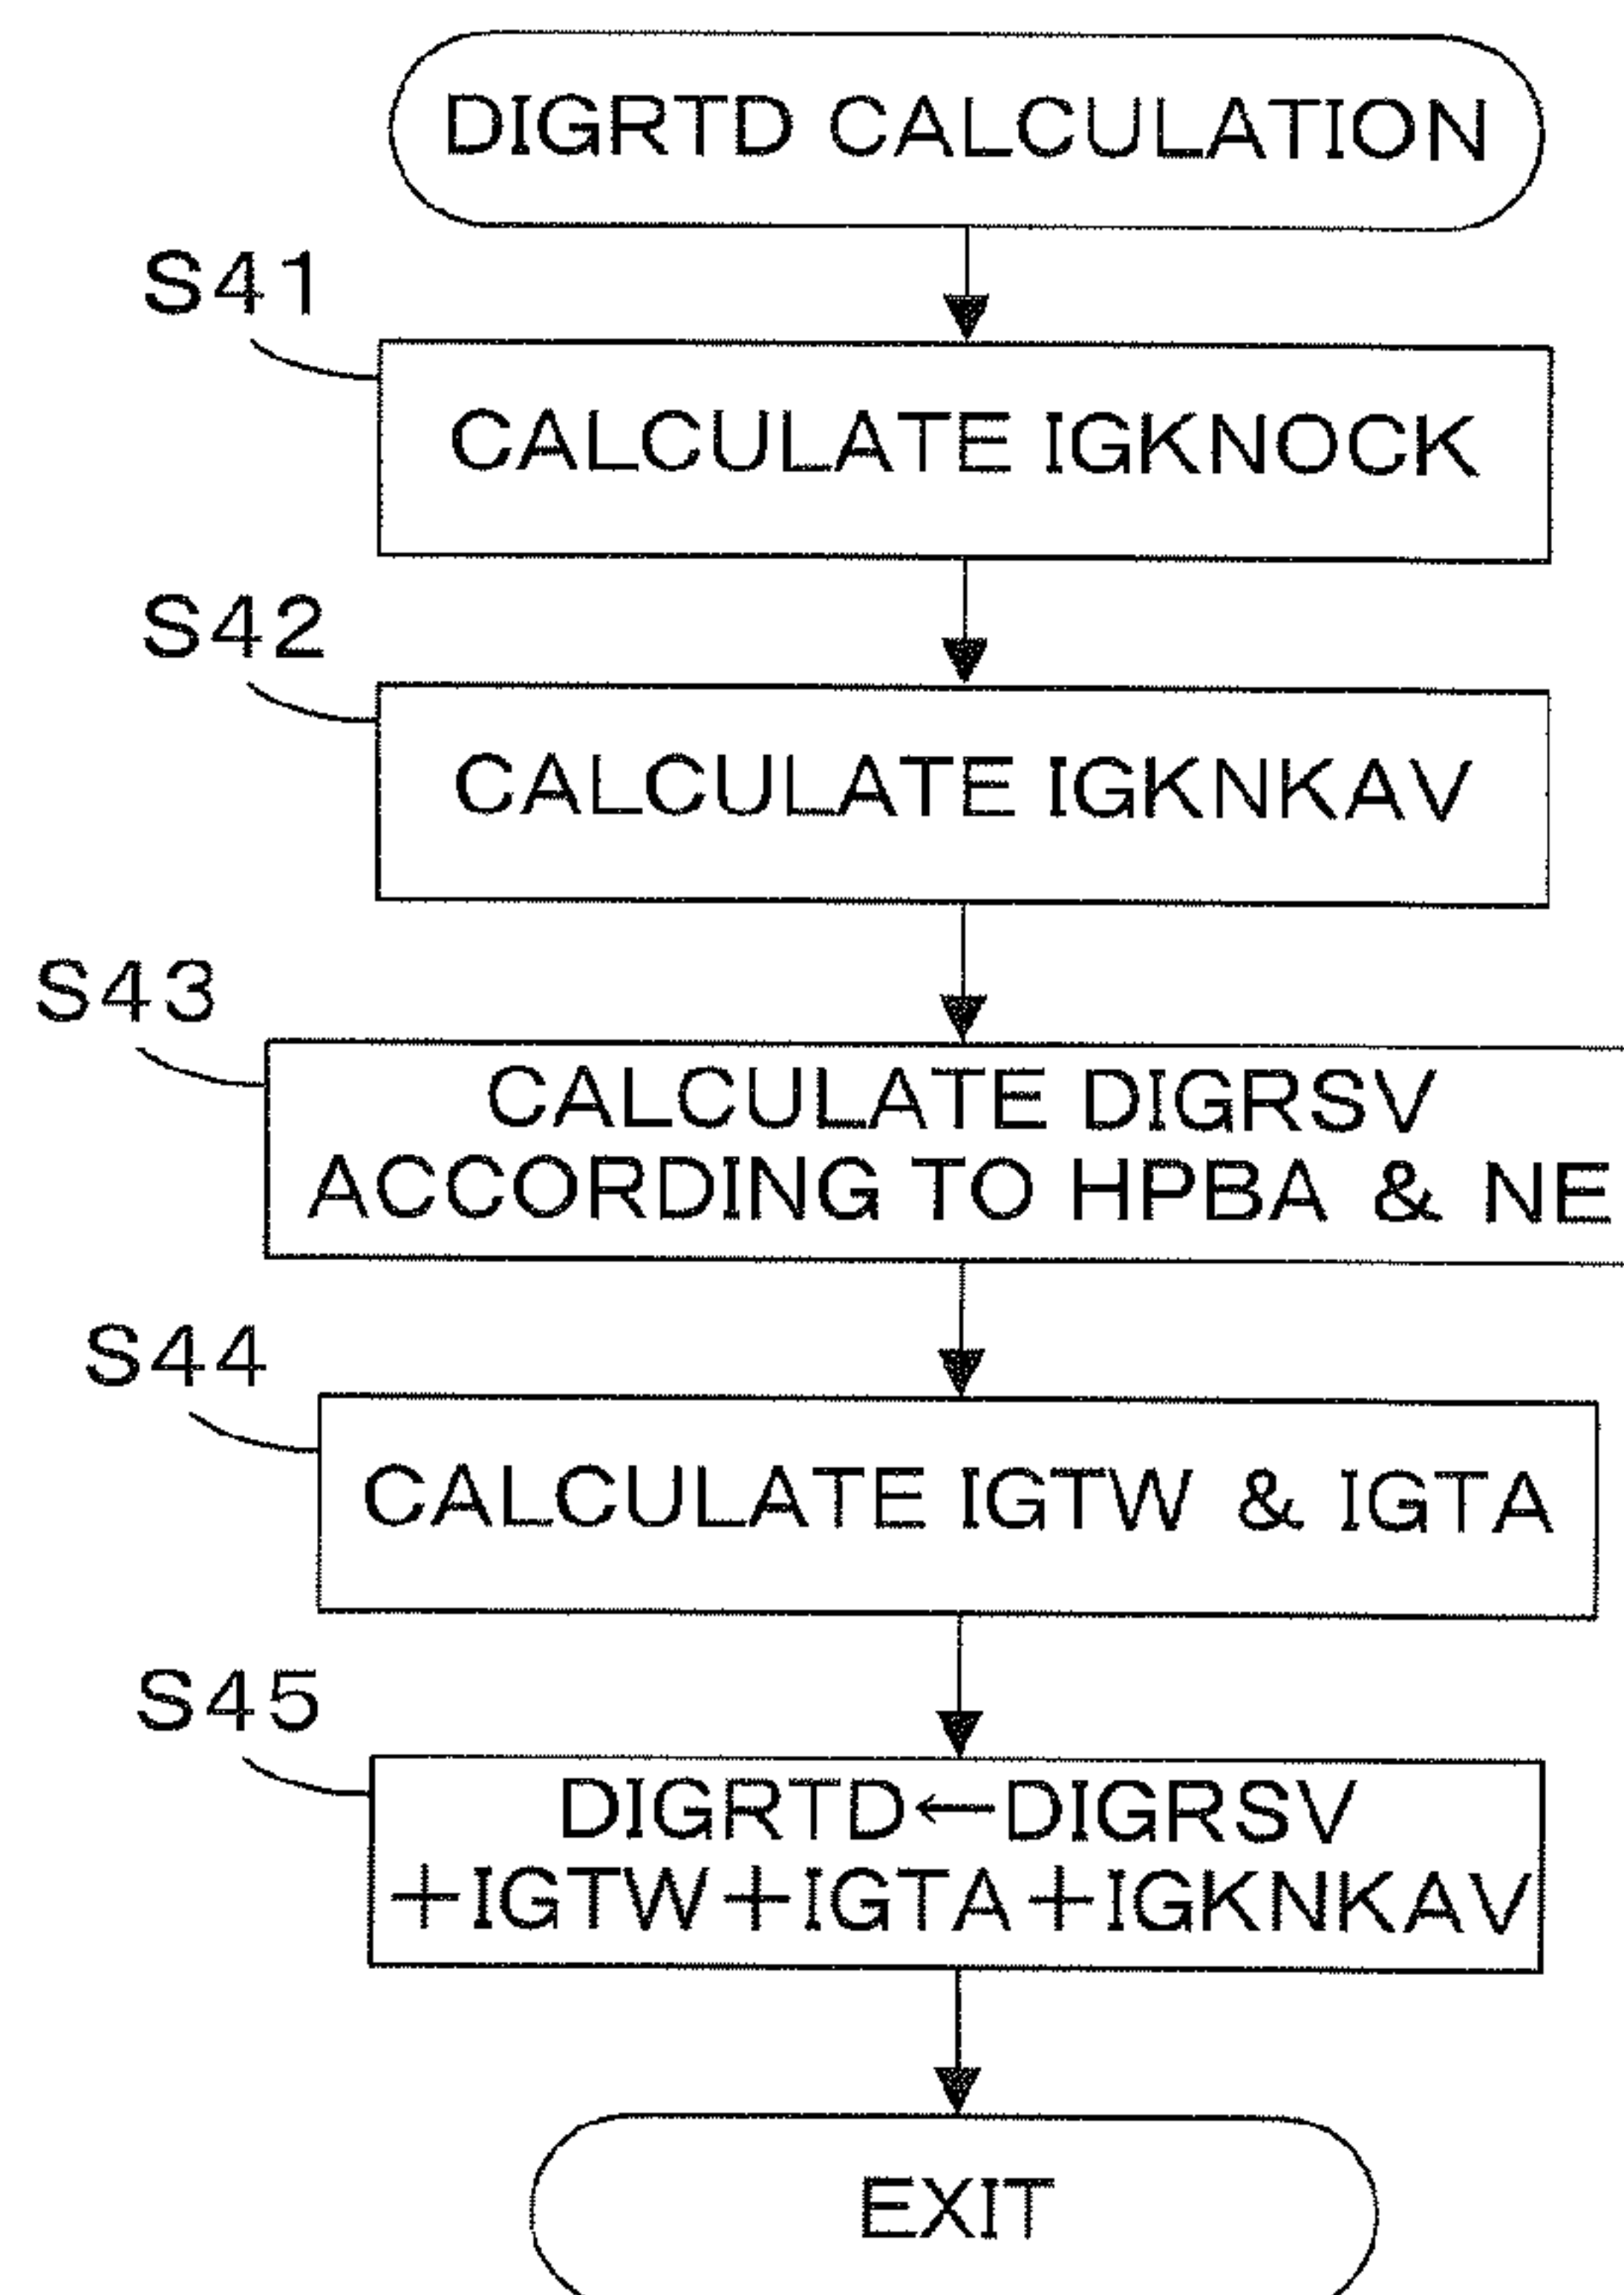 DIGRTD CALCULATION
S41
CALCULATE IGKNOCK
S42
CALCULATE IGKNKAV
S43
CALCULATE DIGRSV
ACCORDING TO HPBA & NE
S44
CALCULATE IGTW & IGTA
S45
DIGRTD←DIGRSV
+IGTW+IGTA+IGKNKAV
EXIT